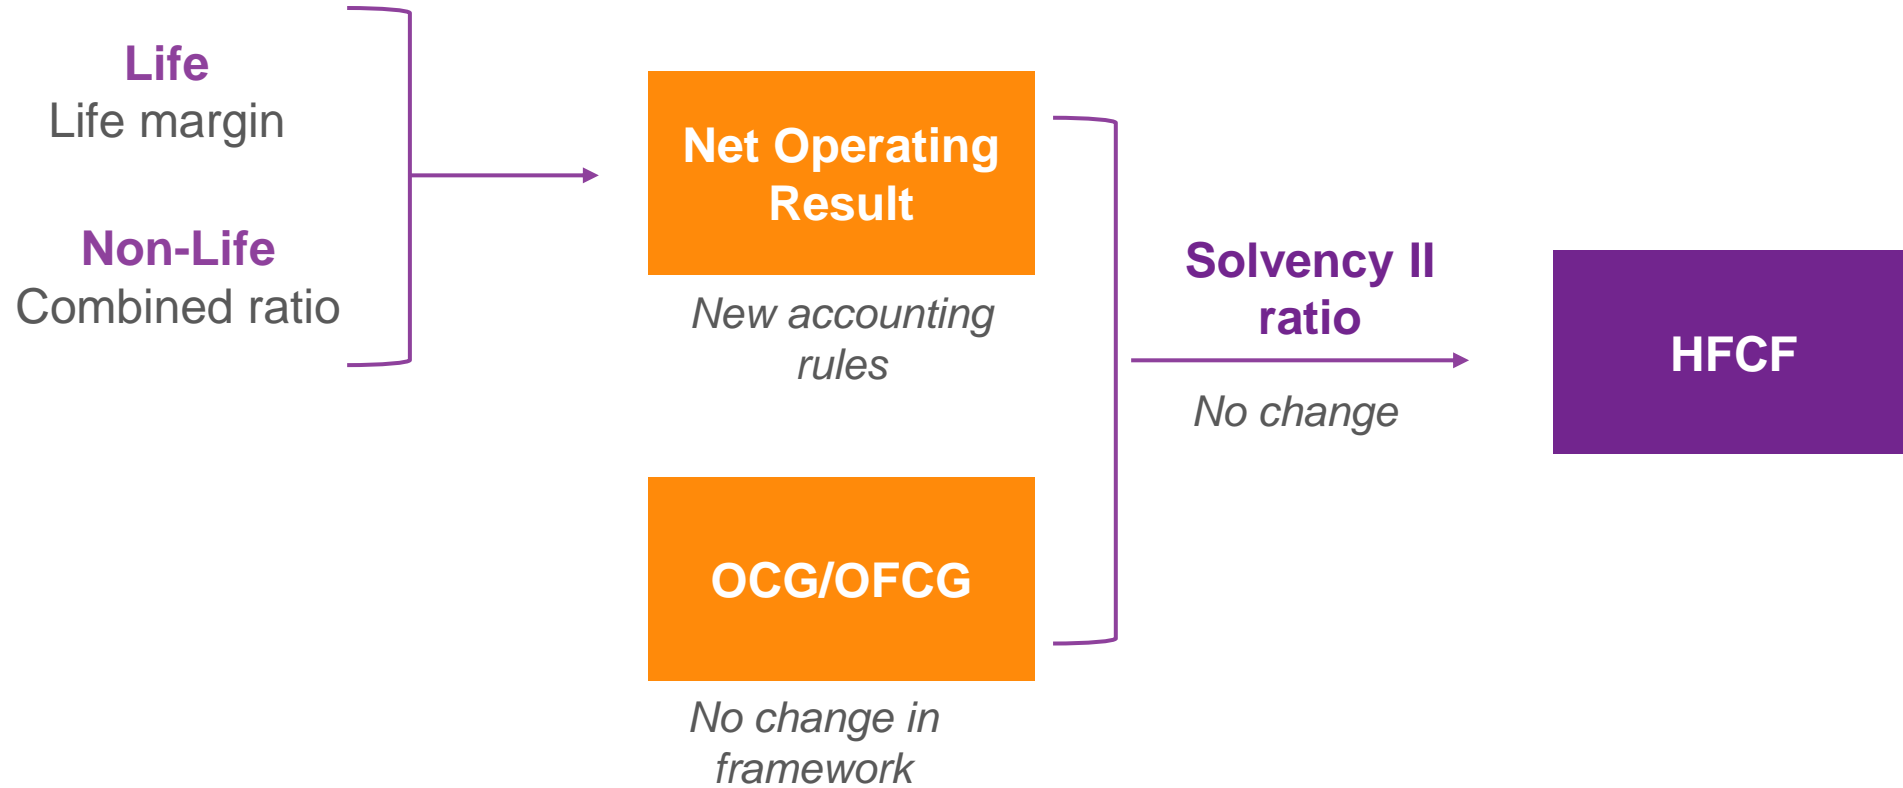 Life
Life margin
Non-Life
Combined ratio
Net Operating
Result
New accounting
rules
OCG/OFCG
No change in
framework
Solvency II
ratio
No change
HFCF